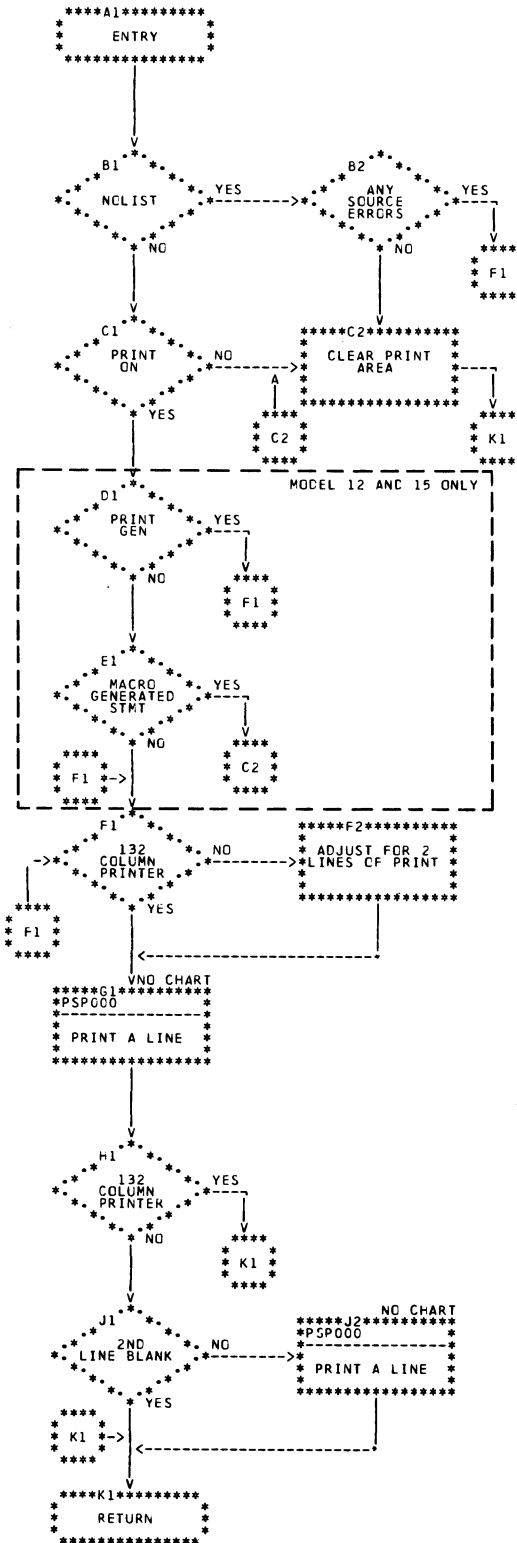 A1
ENTRY
B1
NOLIST
YES
NO
B2
ANY
SOURCE
ERRORS
YES
NO
F1
C1
PRINT
ON
NO
YES
C2
CLEAR PRINT
AREA
C2
K1
MODEL 12 AND 15 ONLY
D1
PRINT
GEN
YES
NO
F1
E1
MACRO
GENERATED
STMT
YES
NO
C2
F1
F1
132
COLUMN
PRINTER
NO
YES
F2
ADJUST FOR 2
LINES OF PRINT
F1
NO CHART
G1
PSP000
PRINT A LINE
H1
132
COLUMN
PRINTER
YES
NO
K1
J1
2ND
LINE BLANK
NO
YES
NO CHART
J2
PSP000
PRINT A LINE
K1
K1
RETURN